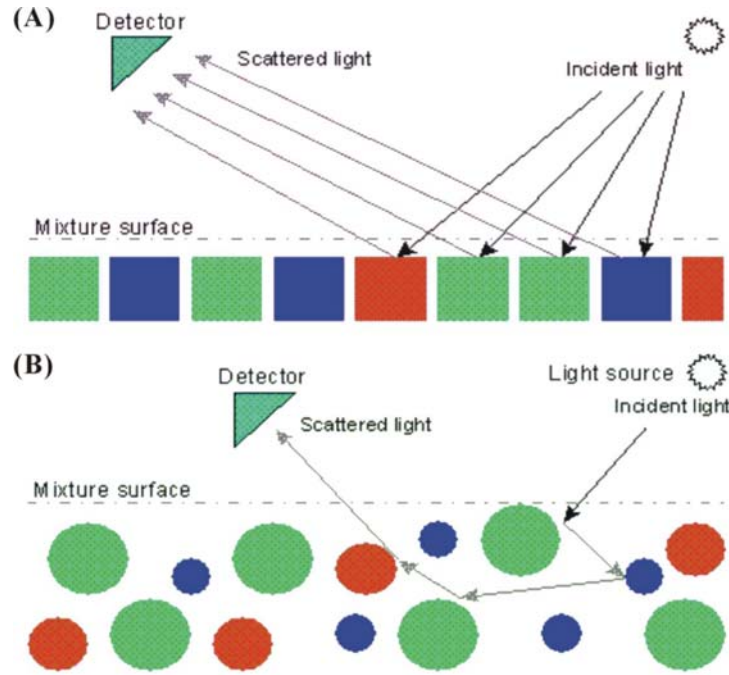 (A)
Detector
Scattered light
Incident light
Mixture surface
(B)
Detector
Light source
Scattered light
Incident light
Mixture surface